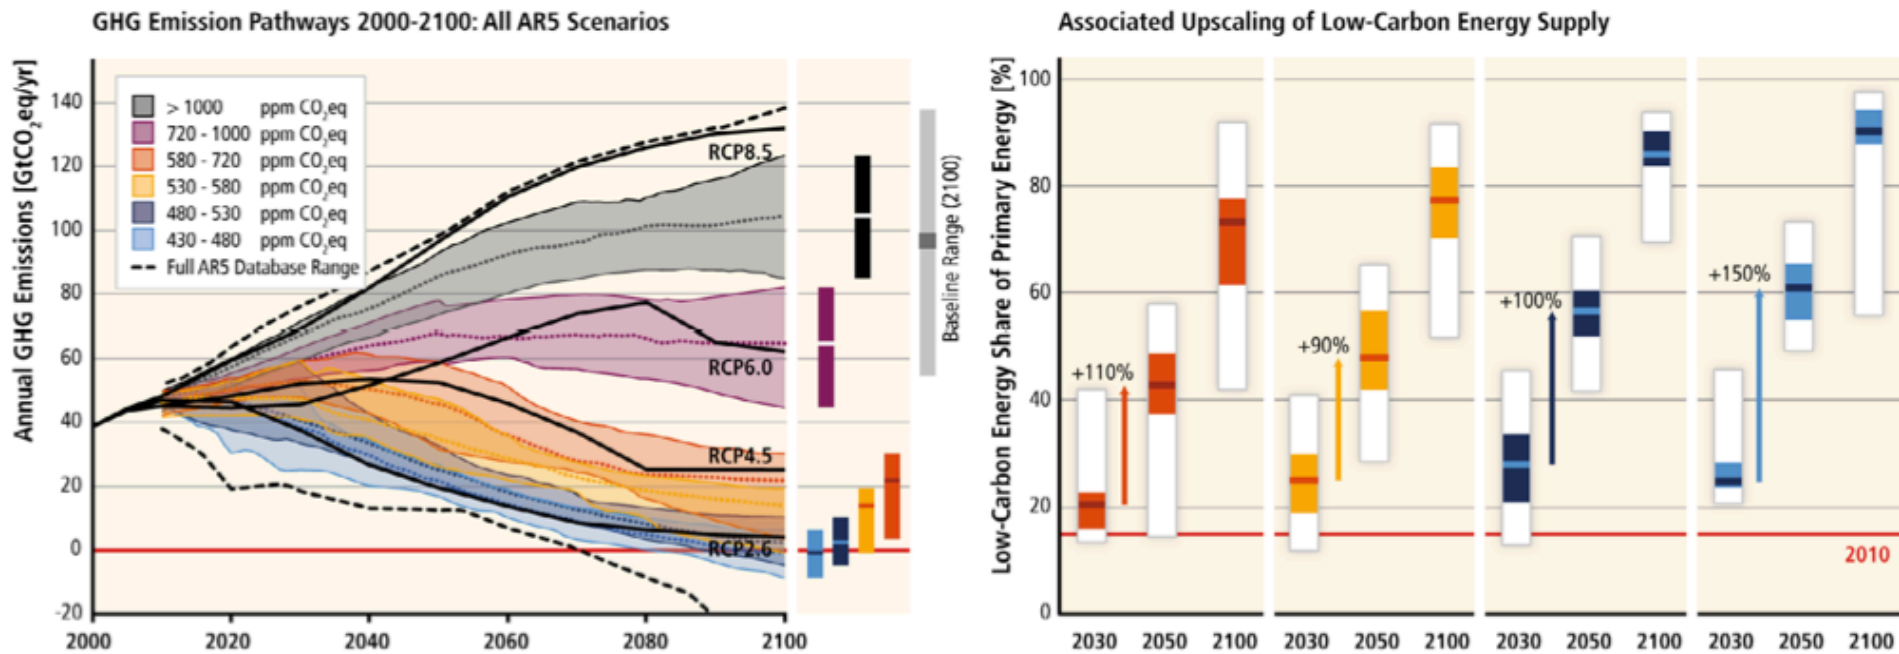 GHG Emission Pathways 2000-2100: All AR5 Scenarios
Annual GHG Emissions [GtCO₂eq/yr]
140
120
100
80
60
40
20
0
-20
> 1000 ppm CO₂eq
720 - 1000 ppm CO₂eq
580 - 720 ppm CO₂eq
530 - 580 ppm CO₂eq
480 - 530 ppm CO₂eq
430 - 480 ppm CO₂eq
Full AR5 Database Range
RCP8.5
RCP6.0
RCP4.5
RCP2.6
2000 2020 2040 2060 2080 2100
Baseline Range (2100)
Associated Upscaling of Low-Carbon Energy Supply
Low-Carbon Energy Share of Primary Energy [%]
100
80
60
40
20
0
+110%
+90%
+100%
+150%
2010
2030 2050 2100 2030 2050 2100 2030 2050 2100 2030 2050 2100